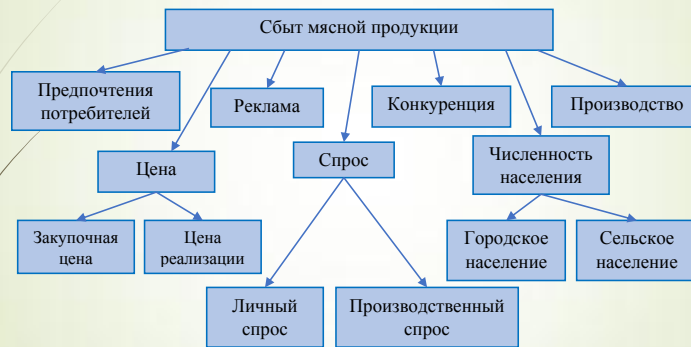 Сбыт мясной продукции
Предпочтения
потребителей
Реклама
Конкуренция
Производство
Цена
Спрос
Численность
населения
Закупочная
цена
Цена
реализации
Городское
население
Сельское
население
Личный
спрос
Производственный
спрос